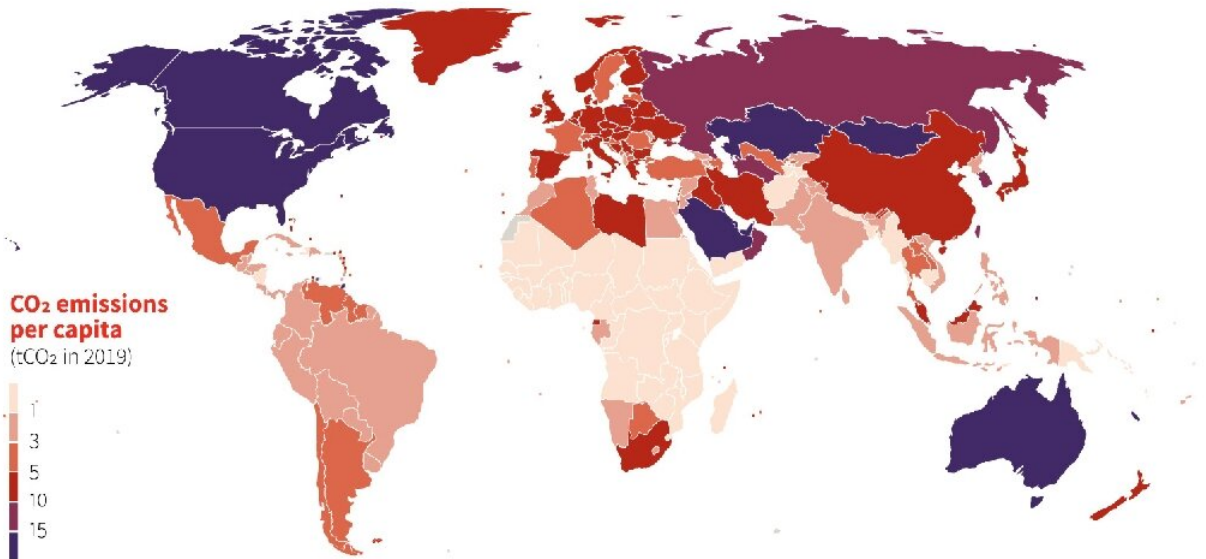 CO₂ emissions
per capita
(tCO₂ in 2019)
1
3
5
10
15